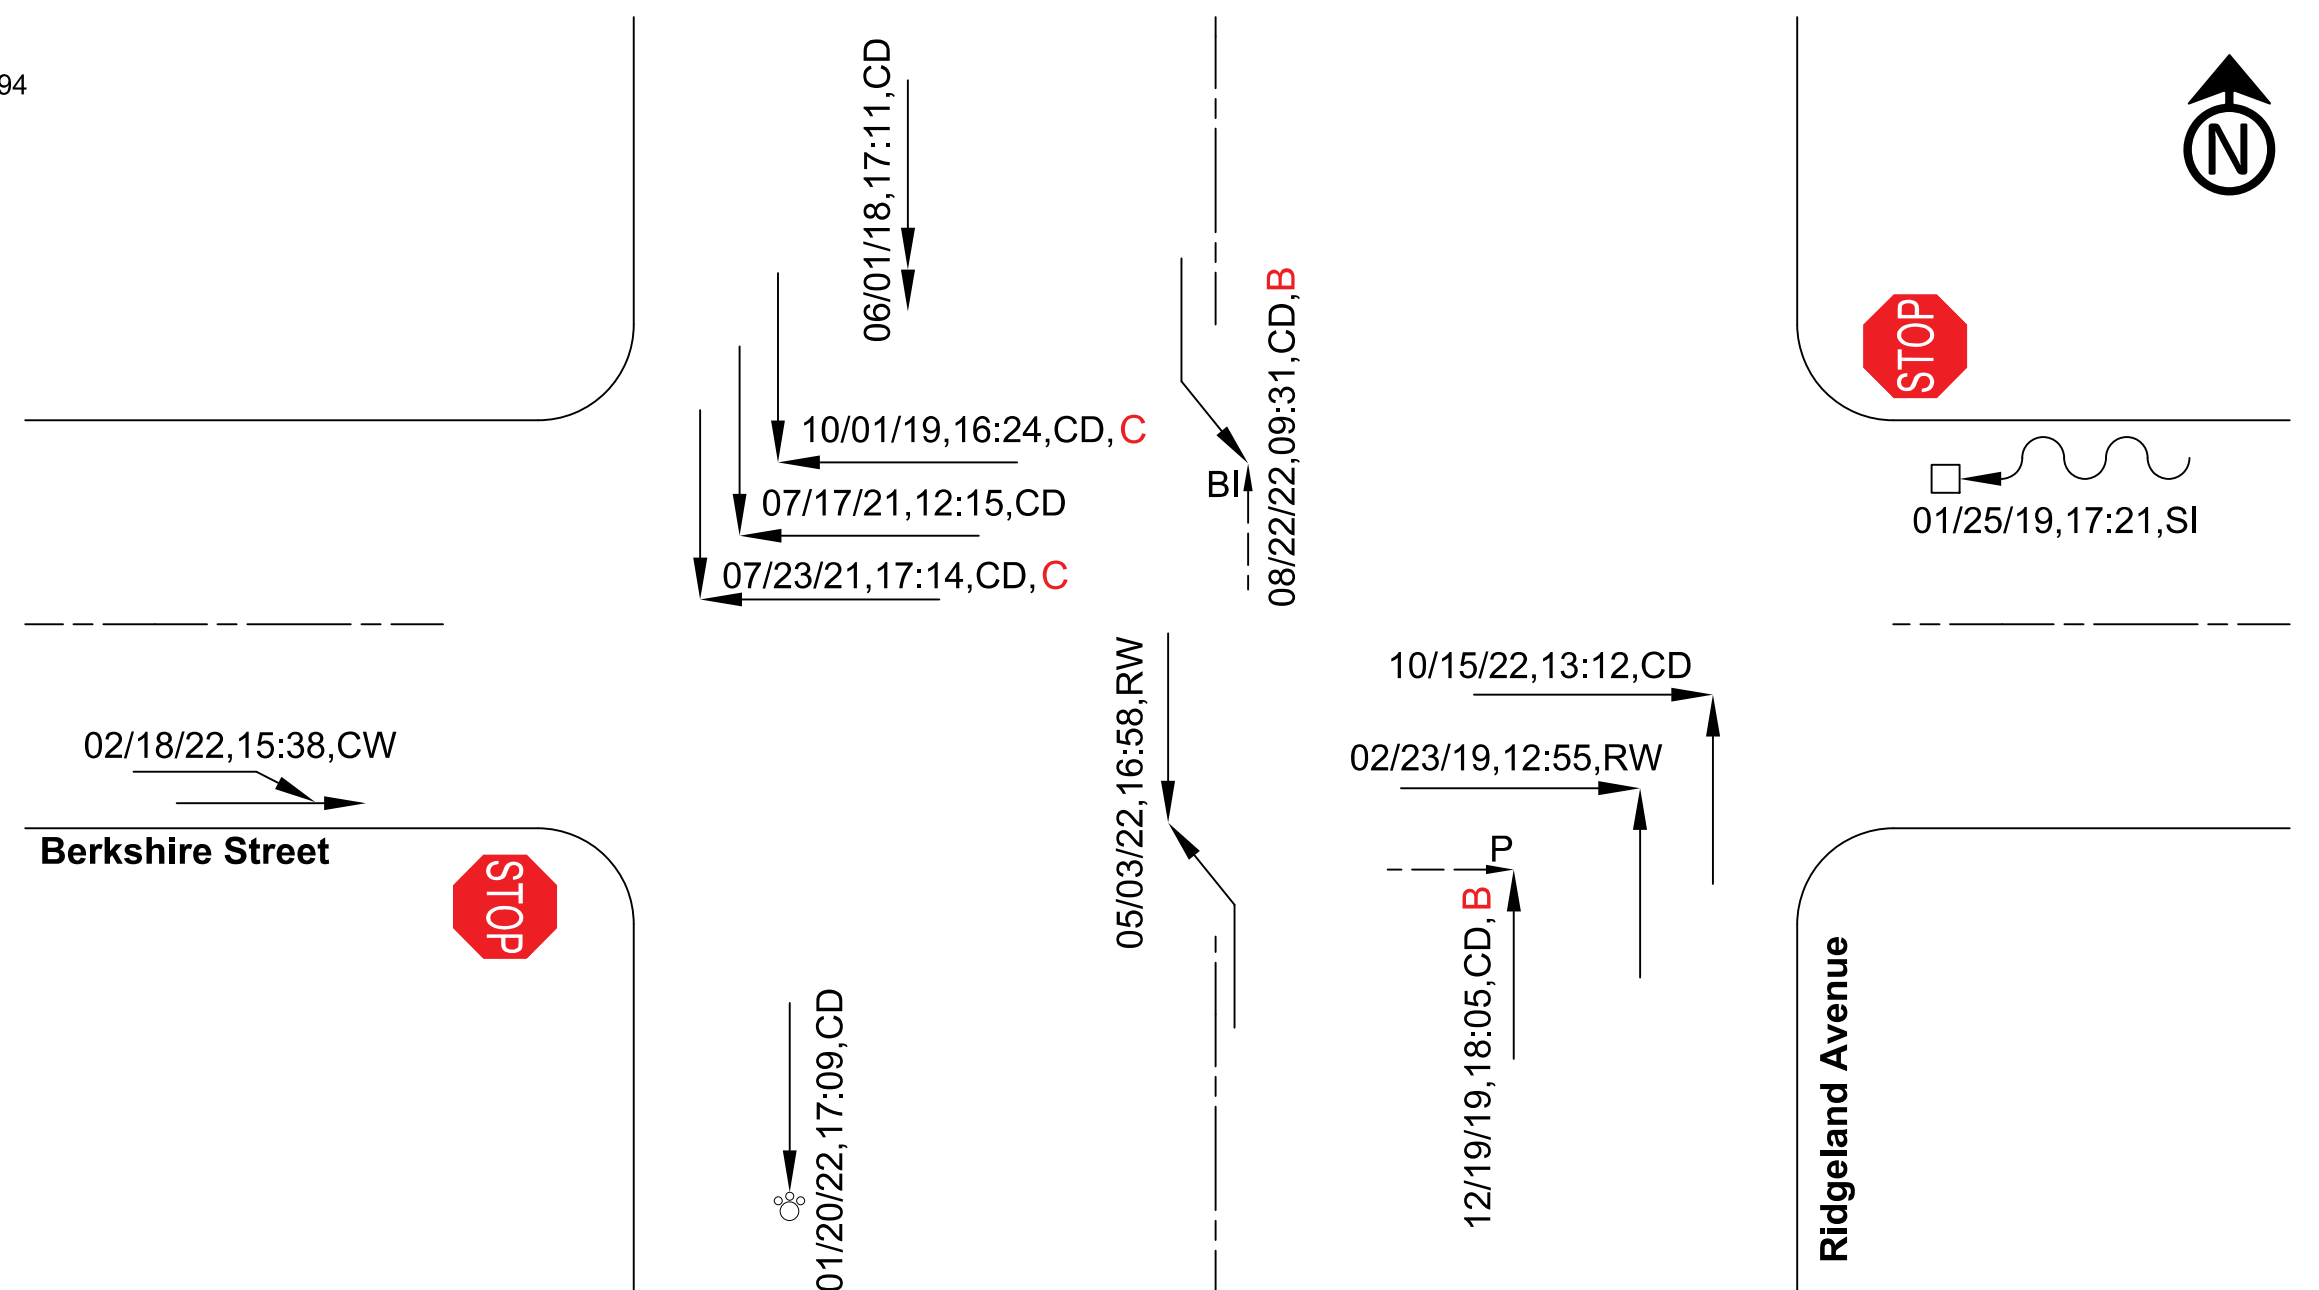 94
06/01/18,17:11,CD
N
STOP
08/22/22,09:31,CD,B
10/01/19,16:24,CD,C
BI
07/17/21,12:15,CD
01/25/19,17:21,SI
07/23/21,17:14,CD,C
05/03/22,16:58,RW
10/15/22,13:12,CD
02/18/22,15:38,CW
02/23/19,12:55,RW
Berkshire Street
P
STOP
12/19/19,18:05,CD,B
Ridgeland Avenue
01/20/22,17:09,CD